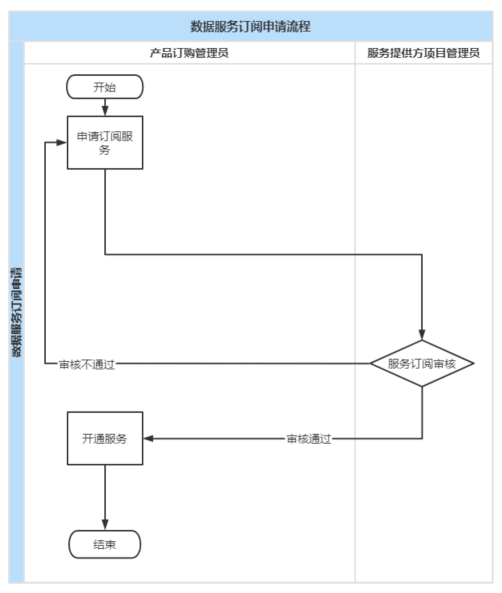 数据服务订阅申请流程
产品订购管理员
服务提供方项目管理员
数据服务订阅申请
开始
申请订阅服
务
服务订阅审核
审核不通过
开通服务
审核通过
结束